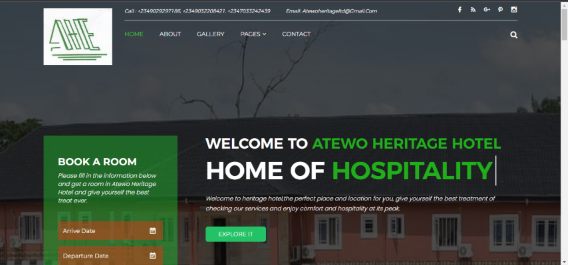 AHE
Call : +2349029297188, +2349032208421, +2347033242439
Email: Atewoheritageltd@Gmail.Com
HOME
ABOUT
GALLERY
PAGES
CONTACT
WELCOME TO ATEWO HERITAGE HOTEL
HOME OF HOSPITALITY
Welcome to heritage hotel,the perfect place and location for you, give yourself the best treatment of
checking our services and enjoy comfort and hospitality at its peak.
EXPLORE IT
BOOK A ROOM
Please fill in the information below
and get a room in Atewo Heritage
Hotel and give yourself the best
treat ever.
Arrive Date
Departure Date